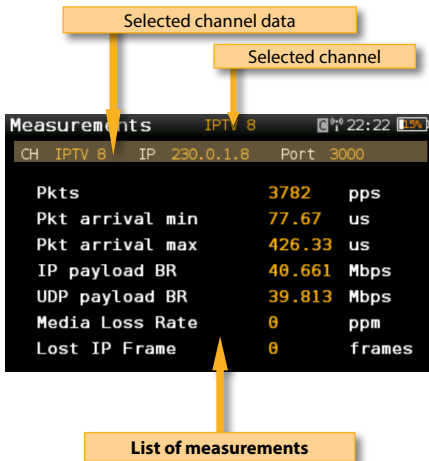 Selected channel data
Selected channel
Measurements IPTV 8 C 22:22 15%
CH IPTV 8 IP 230.0.1.8 Port 3000
Pkts 3782 pps
Pkt arrival min 77.67 us
Pkt arrival max 426.33 us
IP payload BR 40.661 Mbps
UDP payload BR 39.813 Mbps
Media Loss Rate 0 ppm
Lost IP Frame 0 frames
List of measurements